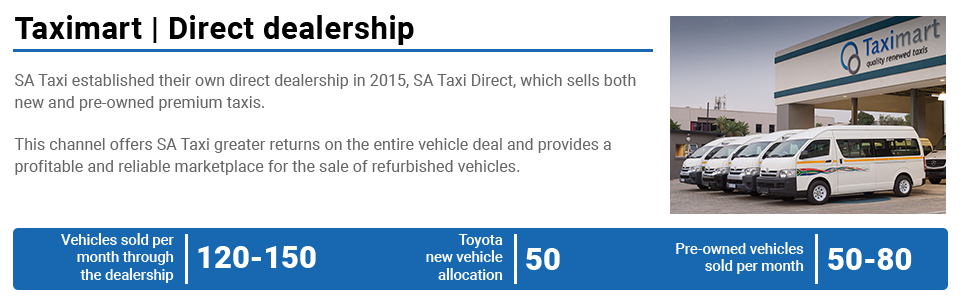 Taximart | Direct dealership
SA Taxi established their own direct dealership in 2015, SA Taxi Direct, which sells both
new and pre-owned premium taxis.
This channel offers SA Taxi greater returns on the entire vehicle deal and provides a
profitable and reliable marketplace for the sale of refurbished vehicles.
Taximart
quality renewed taxis
Vehicles sold per
month through
the dealership
120-150
Toyota
new vehicle
allocation
50
Pre-owned vehicles
sold per month
50-80